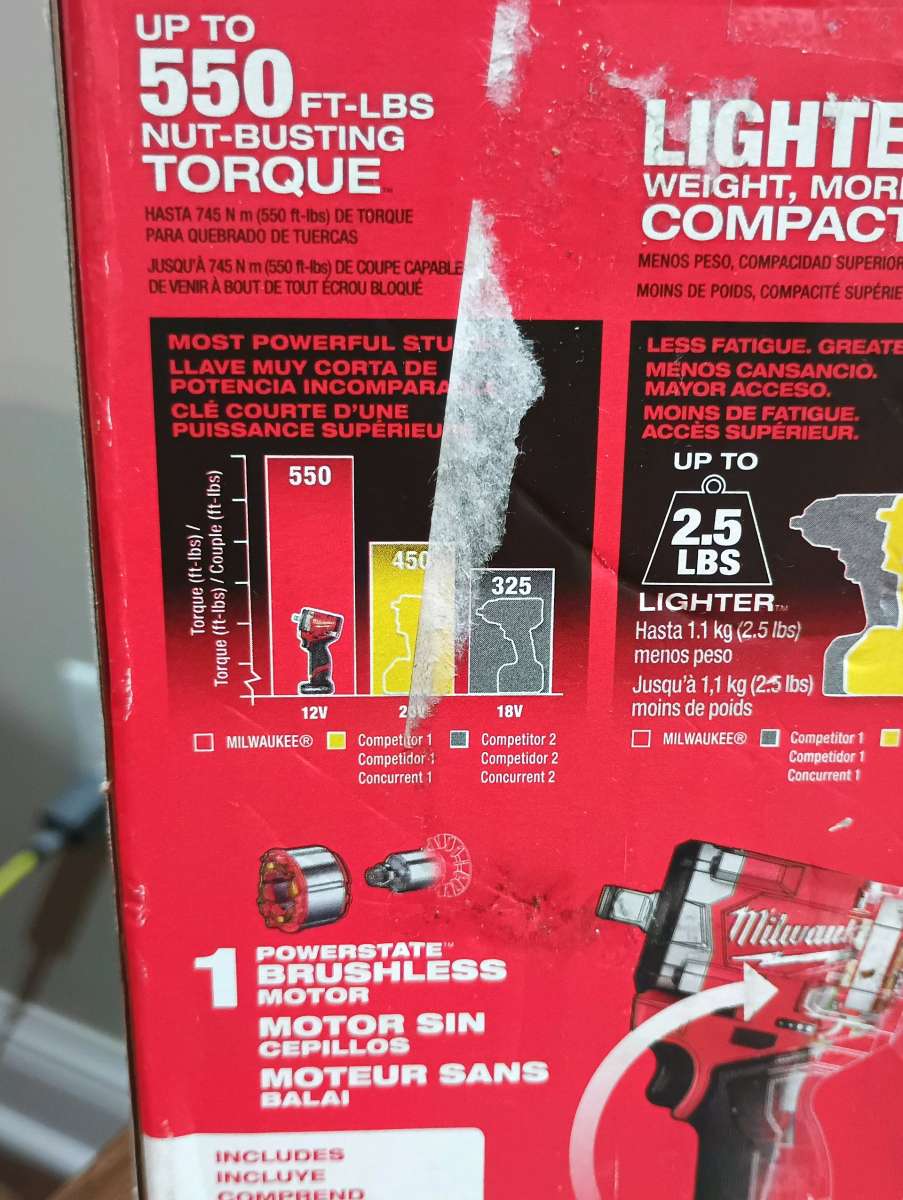 UP TO
550 FT-LBS
NUT-BUSTING
TORQUE™
HASTA 745 N m (550 ft-lbs) DE TORQUE
PARA QUEBRADO DE TUERCAS
JUSQU'À 745 N m (550 ft-lbs) DE COUPE CAPABLE
DE VENIR À BOUT DE TOUT ÉCROU BLOQUÉ
MOST POWERFUL STU
LLAVE MUY CORTA DE
POTENCIA INCOMPARA
CLÉ COURTE D'UNE
PUISSANCE SUPÉRIEU
Torque (ft-lbs) /
Torque (ft-lbs) / Couple (ft-lbs)
550
450
325
Milwaukee
12V
18V
MILWAUKEE®
Competitor 1
Competidor 1
Concurrent 1
Competitor 2
Competidor 2
Concurrent 2
LIGHTE
WEIGHT, MOR
COMPACT
MENOS PESO, COMPACIDAD SUPERIOR
MOINS DE POIDS, COMPACITÉ SUPÉRIE
LESS FATIGUE. GREATE
MENOS CANSANCIO.
MAYOR ACCESO.
MOINS DE FATIGUE.
ACCÈS SUPÉRIEUR.
UP TO
2.5
LBS
LIGHTER™
Hasta 1.1 kg (2.5 lbs)
menos peso
Jusqu'à 1,1 kg (2.5 lbs)
moins de poids
MILWAUKEE®
Competitor 1
Competidor 1
Concurrent 1
1 POWERSTATE™
BRUSHLESS
MOTOR
MOTOR SIN
CEPILLOS
MOTEUR SANS
BALAI
Milwauk
INCLUDES
INCLUYE
COMPREND